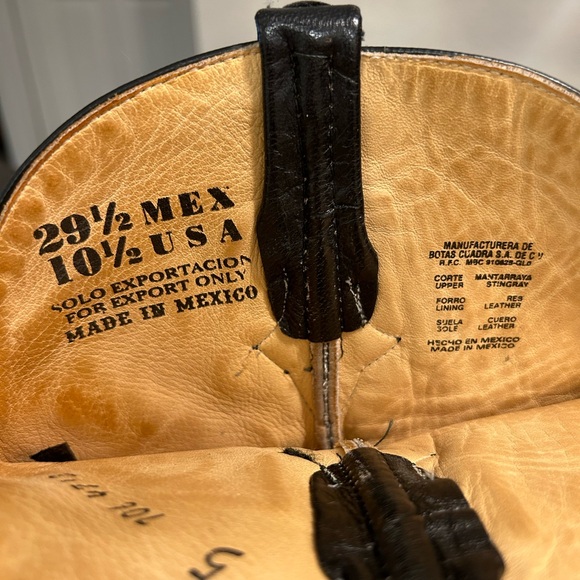 29½ MEX
10½ USA
SOLO EXPORTACION
FOR EXPORT ONLY
MADE IN MEXICO
MANUFACTURERA DE
BOTAS CUADRA S.A. DE C.V
R.F.C. MBC
CORTE MANTARRAYA
UPPER STINGRAY
FORRO RES
LINING LEATHER
SUELA CUERO
SOLE LEATHER
HECHO EN MEXICO
MADE IN MEXICO
5